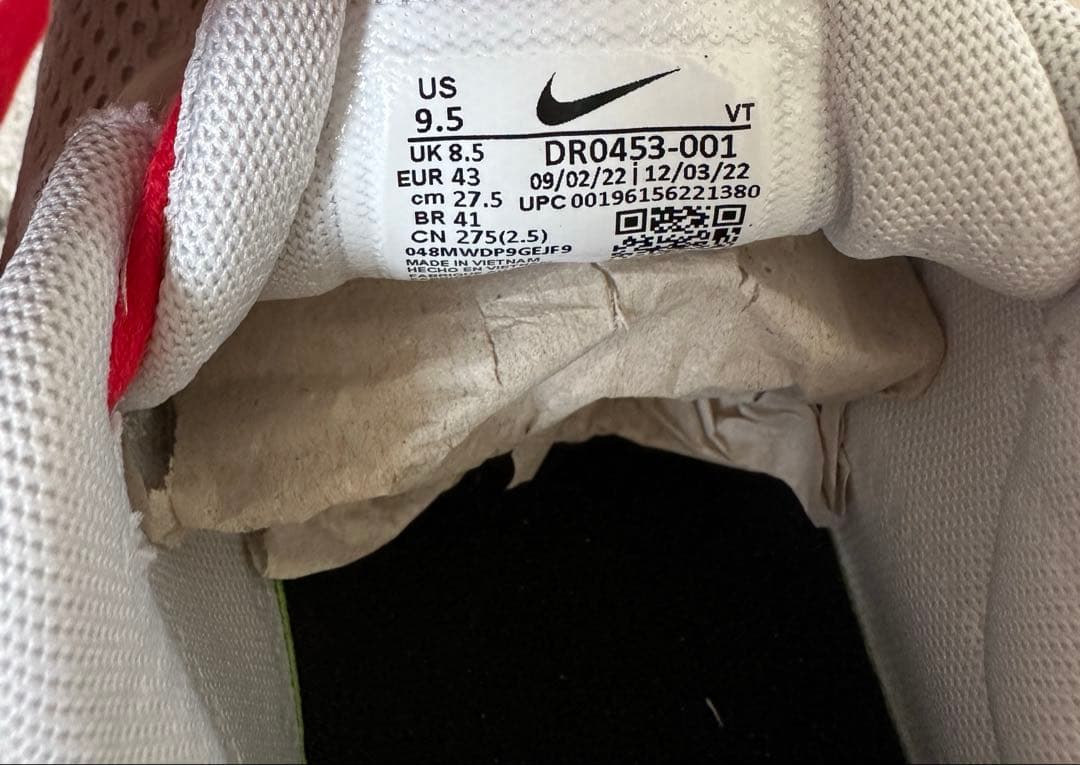 US
9.5
VT
UK 8.5
DR0453-001
EUR 43
09/02/22 | 12/03/22
cm 27.5
UPC 00196156221380
BR 41
CN 275(2.5)
048MWDP9GEJF9
MADE IN VIETNAM
HECHO EN